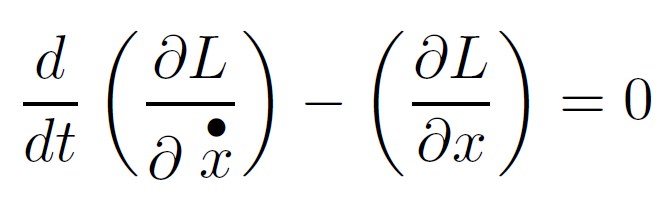 d/dt (∂L/∂ẋ) − (∂L/∂x) = 0